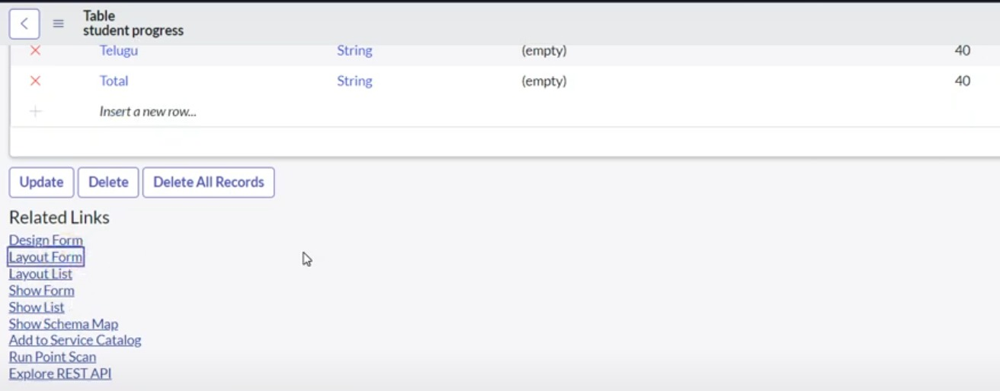 Table
student progress
Telugu String (empty) 40
Total String (empty) 40
Insert a new row...
Update Delete Delete All Records
Related Links
Design Form
Layout Form
Layout List
Show Form
Show List
Show Schema Map
Add to Service Catalog
Run Point Scan
Explore REST API